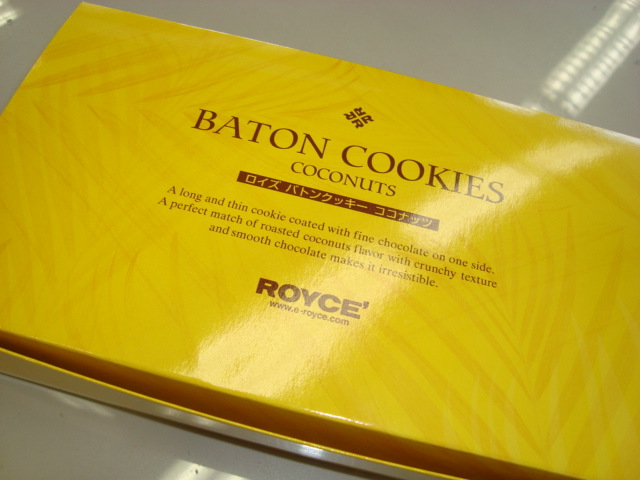 BATON COOKIES
COCONUTS
ロイズ バトンクッキー ココナッツ
A long and thin cookie coated with fine chocolate on one side.
A perfect match of roasted coconuts flavor with crunchy texture
and smooth chocolate makes it irresistible.
ROYCE'
www.e-royce.com